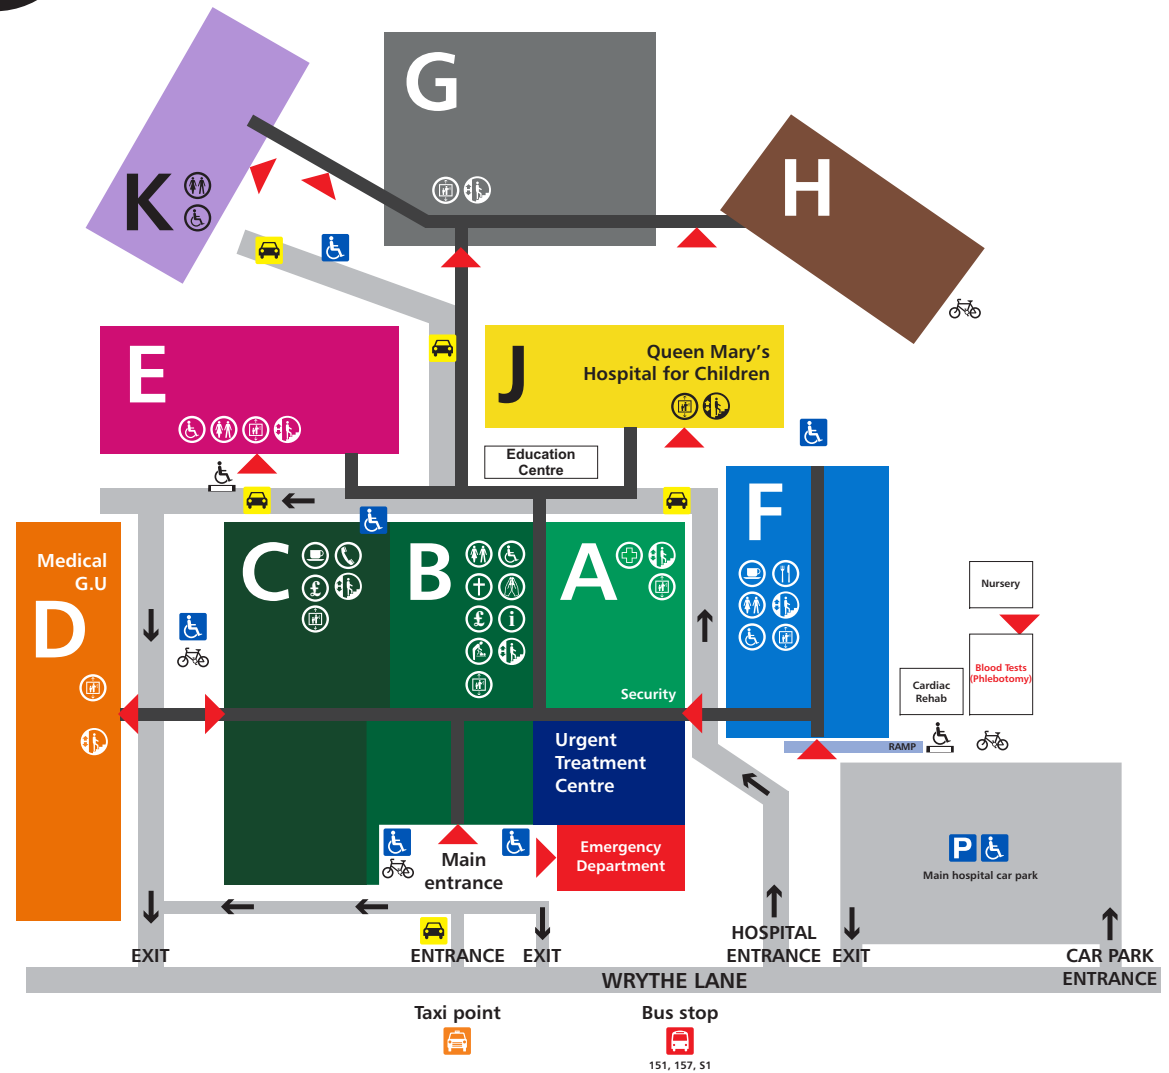 G
K
H
E
J
Queen Mary's
Hospital for Children
Education
Centre
F
Medical
G.U
D
C
B
A
Security
££
i
Nursery
Blood Tests
(Phlebotomy)
Cardiac
Rehab
RAMP
Urgent
Treatment
Centre
Emergency
Department
Main
entrance
P
Main hospital car park
EXIT
ENTRANCE
EXIT
HOSPITAL
ENTRANCE
EXIT
CAR PARK
ENTRANCE
WRYTHE LANE
Taxi point
Bus stop
151, 157, S1